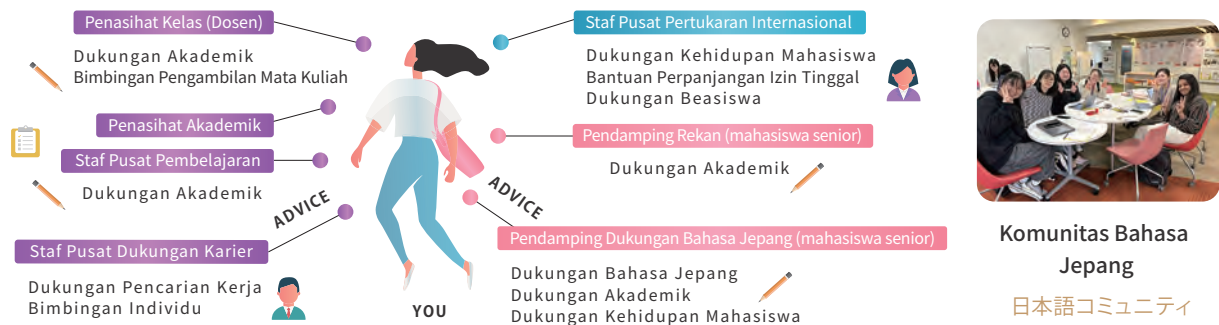 Penasihat Kelas (Dosen)
Dukungan Akademik
Bimbingan Pengambilan Mata Kuliah
Penasihat Akademik
Staf Pusat Pembelajaran
Dukungan Akademik
ADVICE
Staf Pusat Dukungan Karier
Dukungan Pencarian Kerja
Bimbingan Individu
YOU
Staf Pusat Pertukaran Internasional
Dukungan Kehidupan Mahasiswa
Bantuan Perpanjangan Izin Tinggal
Dukungan Beasiswa
Pendamping Rekan (mahasiswa senior)
Dukungan Akademik
ADVICE
Pendamping Dukungan Bahasa Jepang (mahasiswa senior)
Dukungan Bahasa Jepang
Dukungan Akademik
Dukungan Kehidupan Mahasiswa
Komunitas Bahasa
Jepang
日本語コミュニティ